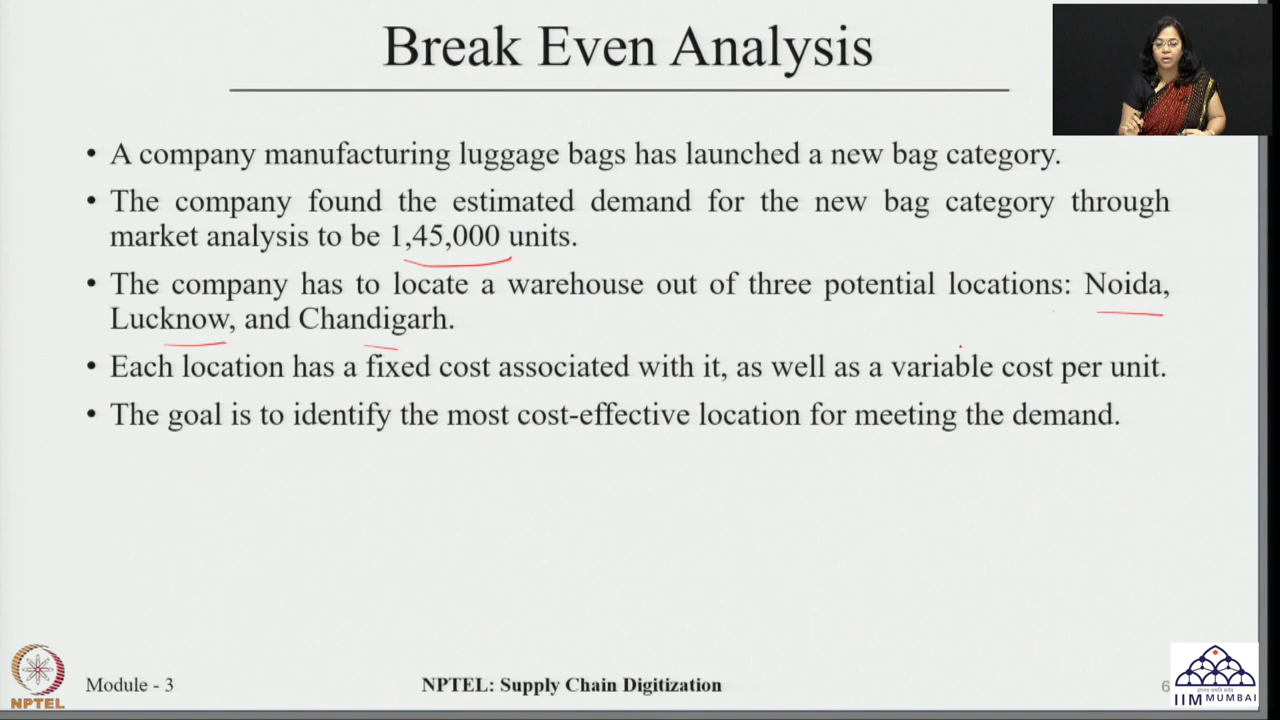 Break Even Analysis
• A company manufacturing luggage bags has launched a new bag category.
• The company found the estimated demand for the new bag category through
market analysis to be 1,45,000 units.
• The company has to locate a warehouse out of three potential locations: Noida,
Lucknow, and Chandigarh.
• Each location has a fixed cost associated with it, as well as a variable cost per unit.
• The goal is to identify the most cost-effective location for meeting the demand.
NPTEL
Module - 3
NPTEL: Supply Chain Digitization
6
IIM MUMBAI